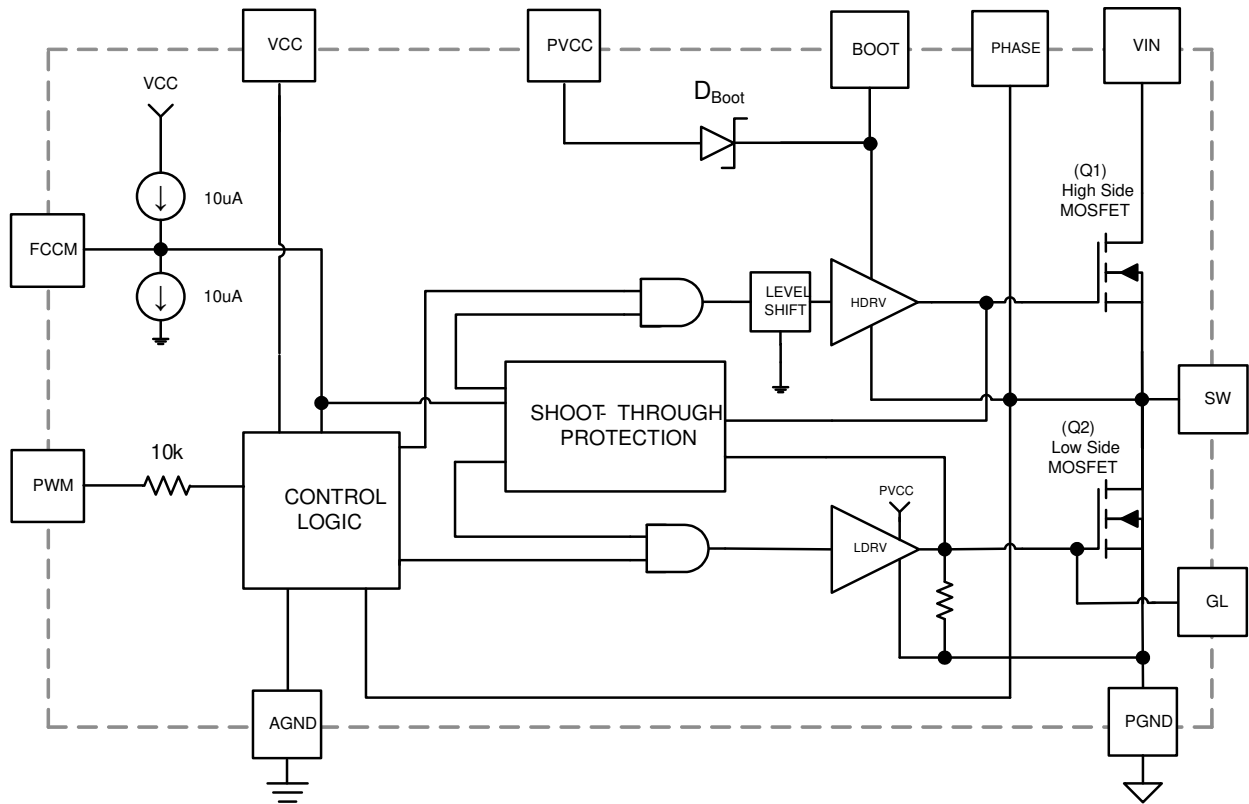 VCC
PVCC
BOOT
PHASE
VIN
VCC
D_Boot
10uA
(Q1)
High Side
MOSFET
FCCM
10uA
LEVEL
SHIFT
HDRV
SHOOT- THROUGH
PROTECTION
SW
(Q2)
Low Side
MOSFET
PWM
10k
CONTROL
LOGIC
PVCC
LDRV
GL
AGND
PGND